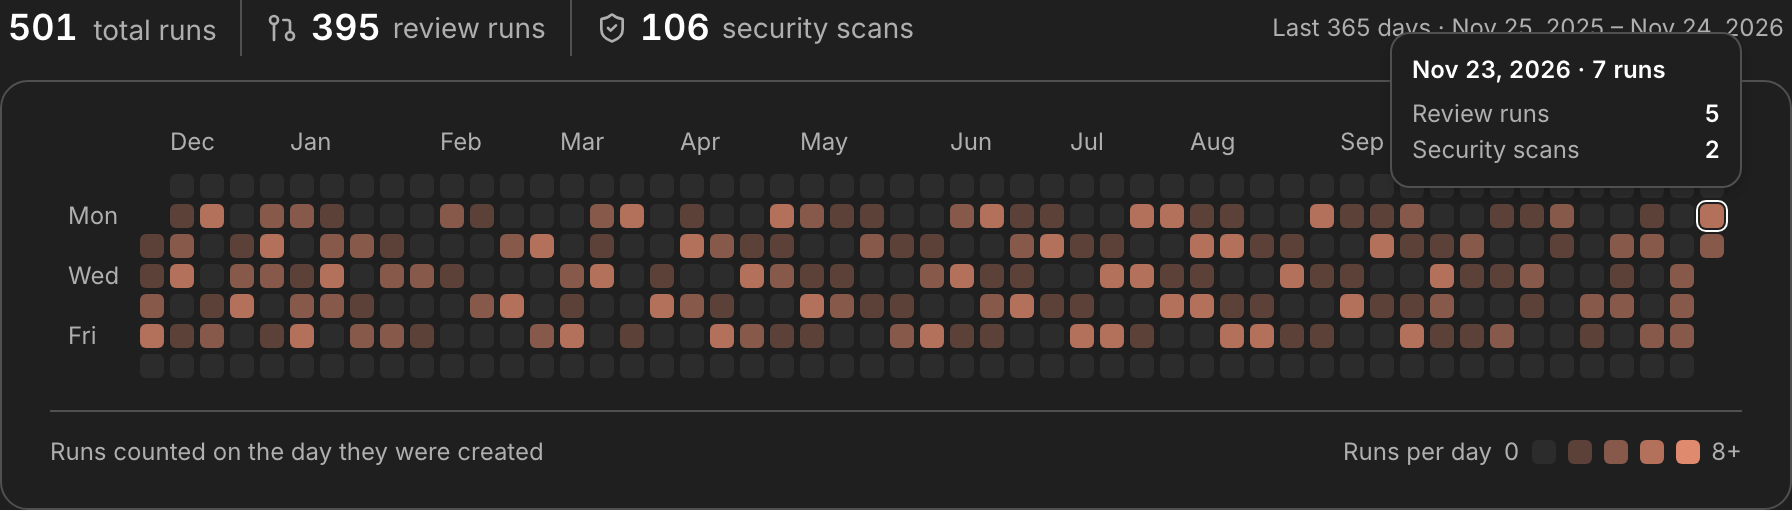 501 total runs 395 review runs 106 security scans Last 365 days · Nov 25, 2025 – Nov 24, 2026
Nov 23, 2026 · 7 runs
Review runs 5
Security scans 2
Dec Jan Feb Mar Apr May Jun Jul Aug Sep
Mon
Wed
Fri
Runs counted on the day they were created Runs per day 0 8+